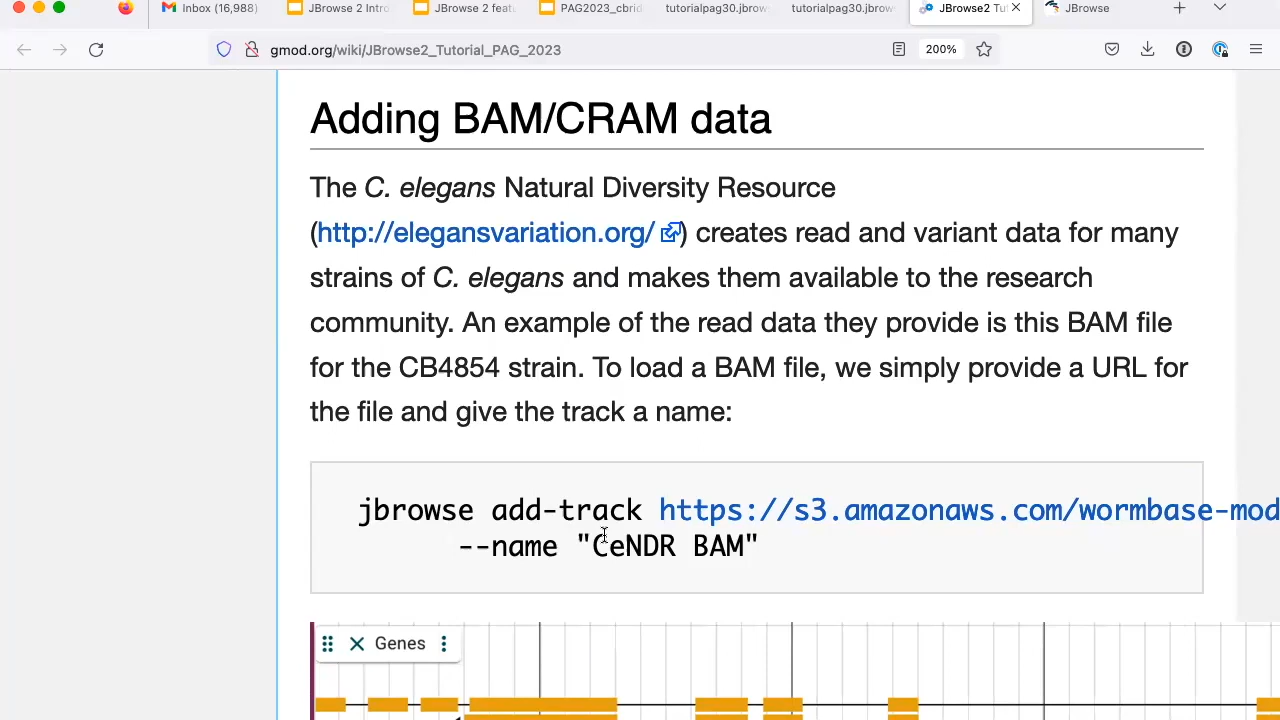 Inbox (16,988)
JBrowse 2 Intro
JBrowse 2 feat
PAG2023_cbrid
tutorialpag30.jbrow
tutorialpag30.jbrow
JBrowse2 Tut
JBrowse
gmod.org/wiki/JBrowse2_Tutorial_PAG_2023
200%
Adding BAM/CRAM data
The C. elegans Natural Diversity Resource
(http://elegansvariation.org/ ) creates read and variant data for many
strains of C. elegans and makes them available to the research
community. An example of the read data they provide is this BAM file
for the CB4854 strain. To load a BAM file, we simply provide a URL for
the file and give the track a name:
jbrowse add-track https://s3.amazonaws.com/wormbase-mod
--name "CeNDR BAM"
Genes